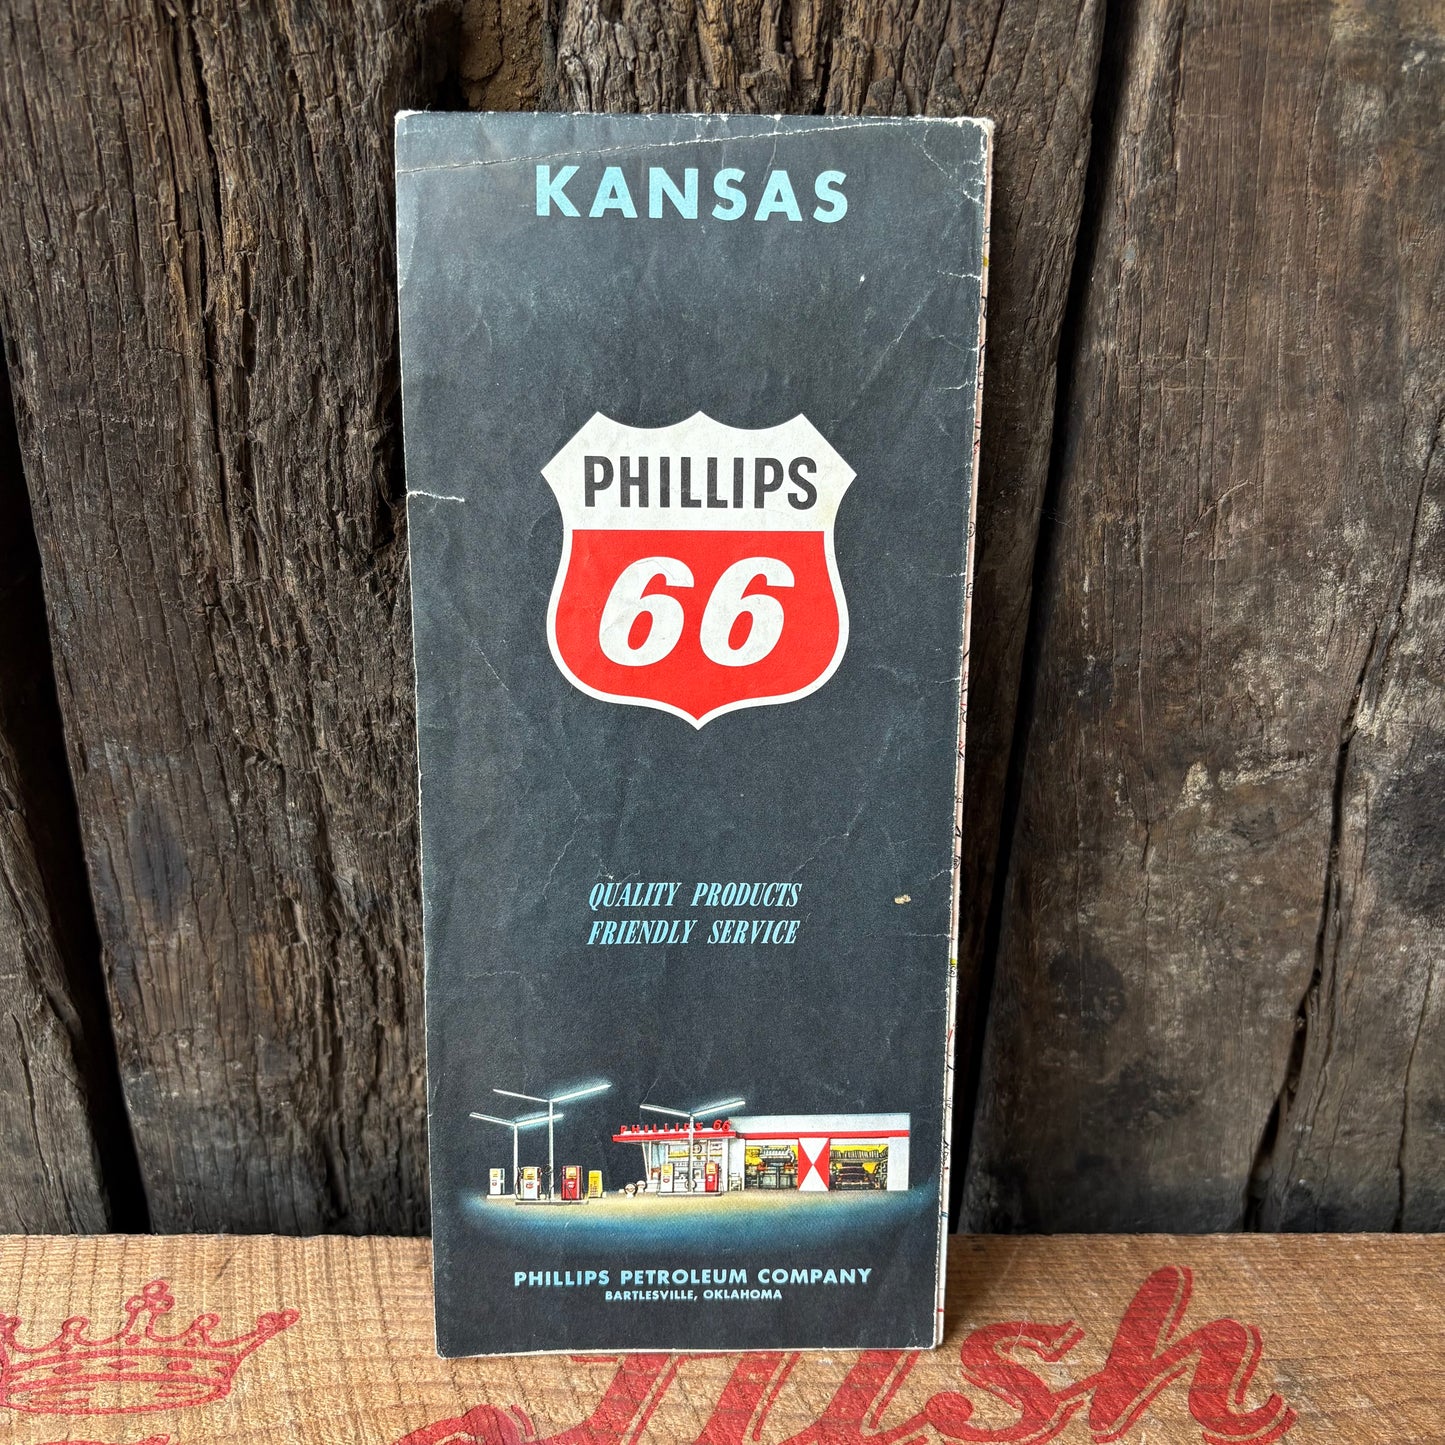 KANSAS
PHILLIPS
66
QUALITY PRODUCTS
FRIENDLY SERVICE
PHILLIPS 66
PHILLIPS PETROLEUM COMPANY
BARTLESVILLE, OKLAHOMA